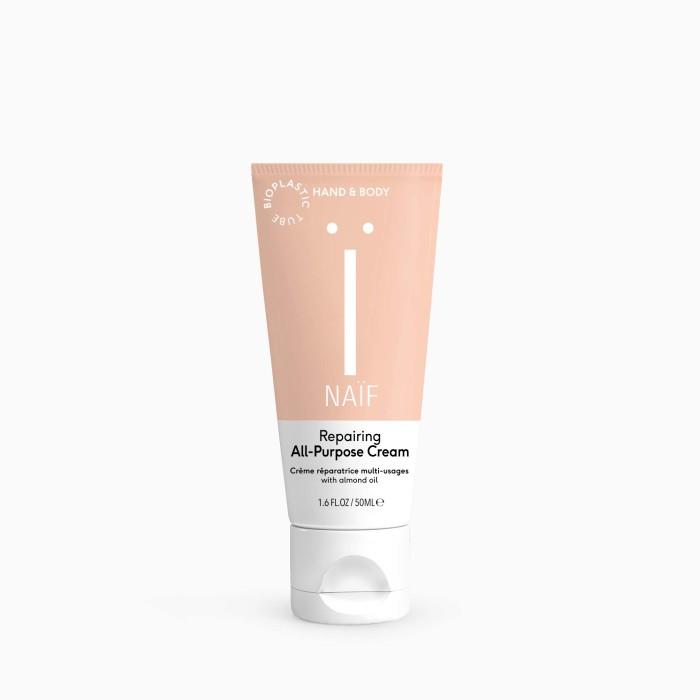 BIOPLASTIC TUBE
HAND & BODY
Ï
NAÏF
Repairing
All-Purpose Cream
Crème réparatrice multi-usages
with almond oil
1.6 FL.OZ / 50ML ℮